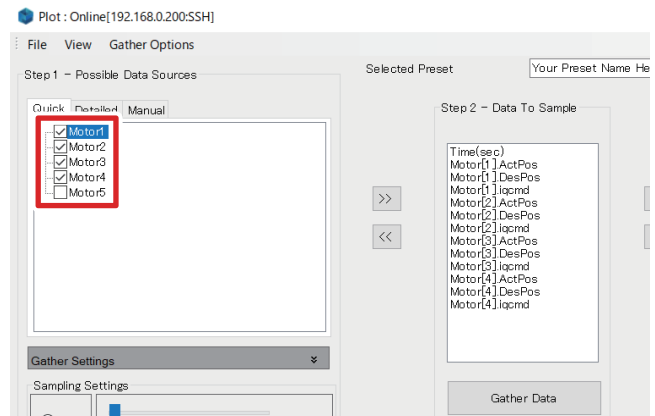 Plot : Online[192.168.0.200:SSH]
File View Gather Options
Step 1 - Possible Data Sources
Quick Detailed Manual
Motor1
Motor2
Motor3
Motor4
Motor5
Gather Settings
Sampling Settings
Selected Preset Your Preset Name He
Step 2 - Data To Sample
Time(sec)
Motor[1].ActPos
Motor[1].DesPos
Motor[1].iqcmd
Motor[2].ActPos
Motor[2].DesPos
Motor[2].iqcmd
Motor[3].ActPos
Motor[3].DesPos
Motor[3].iqcmd
Motor[4].ActPos
Motor[4].DesPos
Motor[4].iqcmd
>>
<<
Gather Data